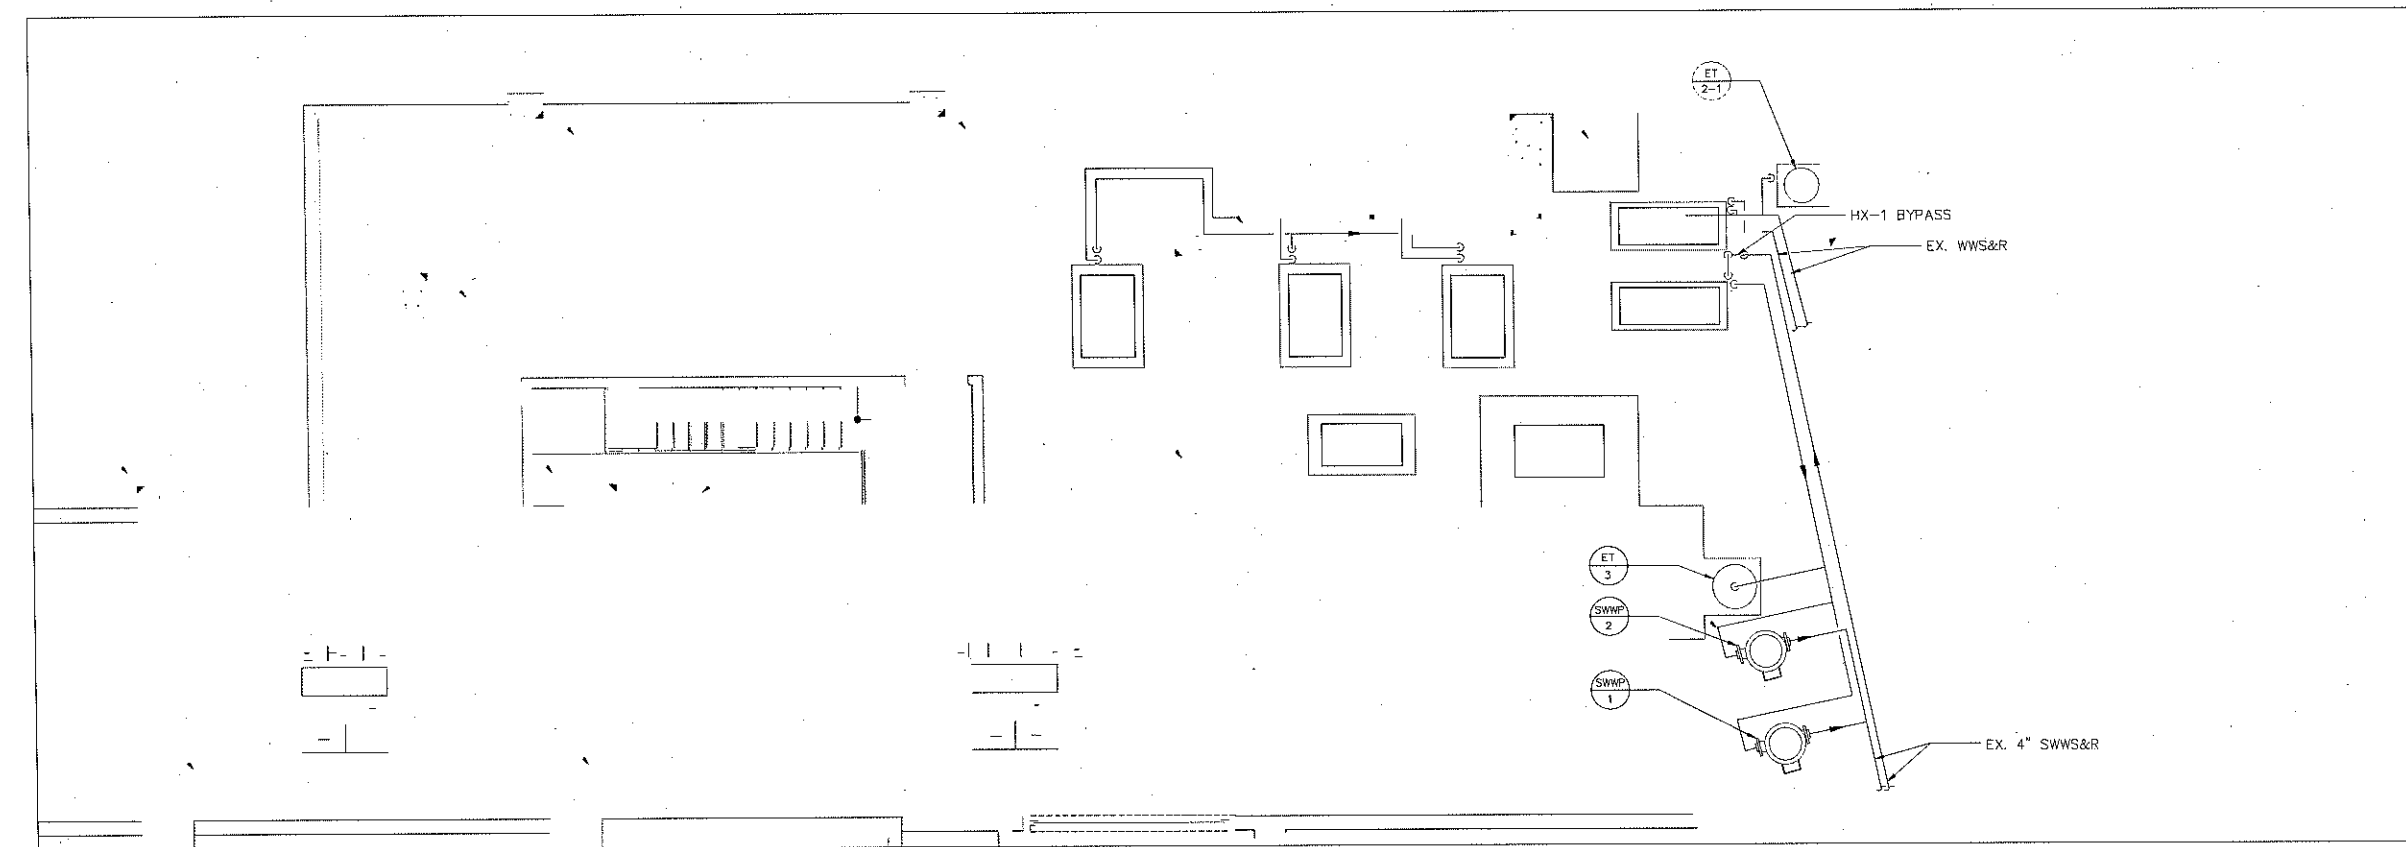 ET
2-1
HX-1 BYPASS
EX. WWS&R
ET
3
SWWP
2
SWWP
1
EX. 4" SWWS&R